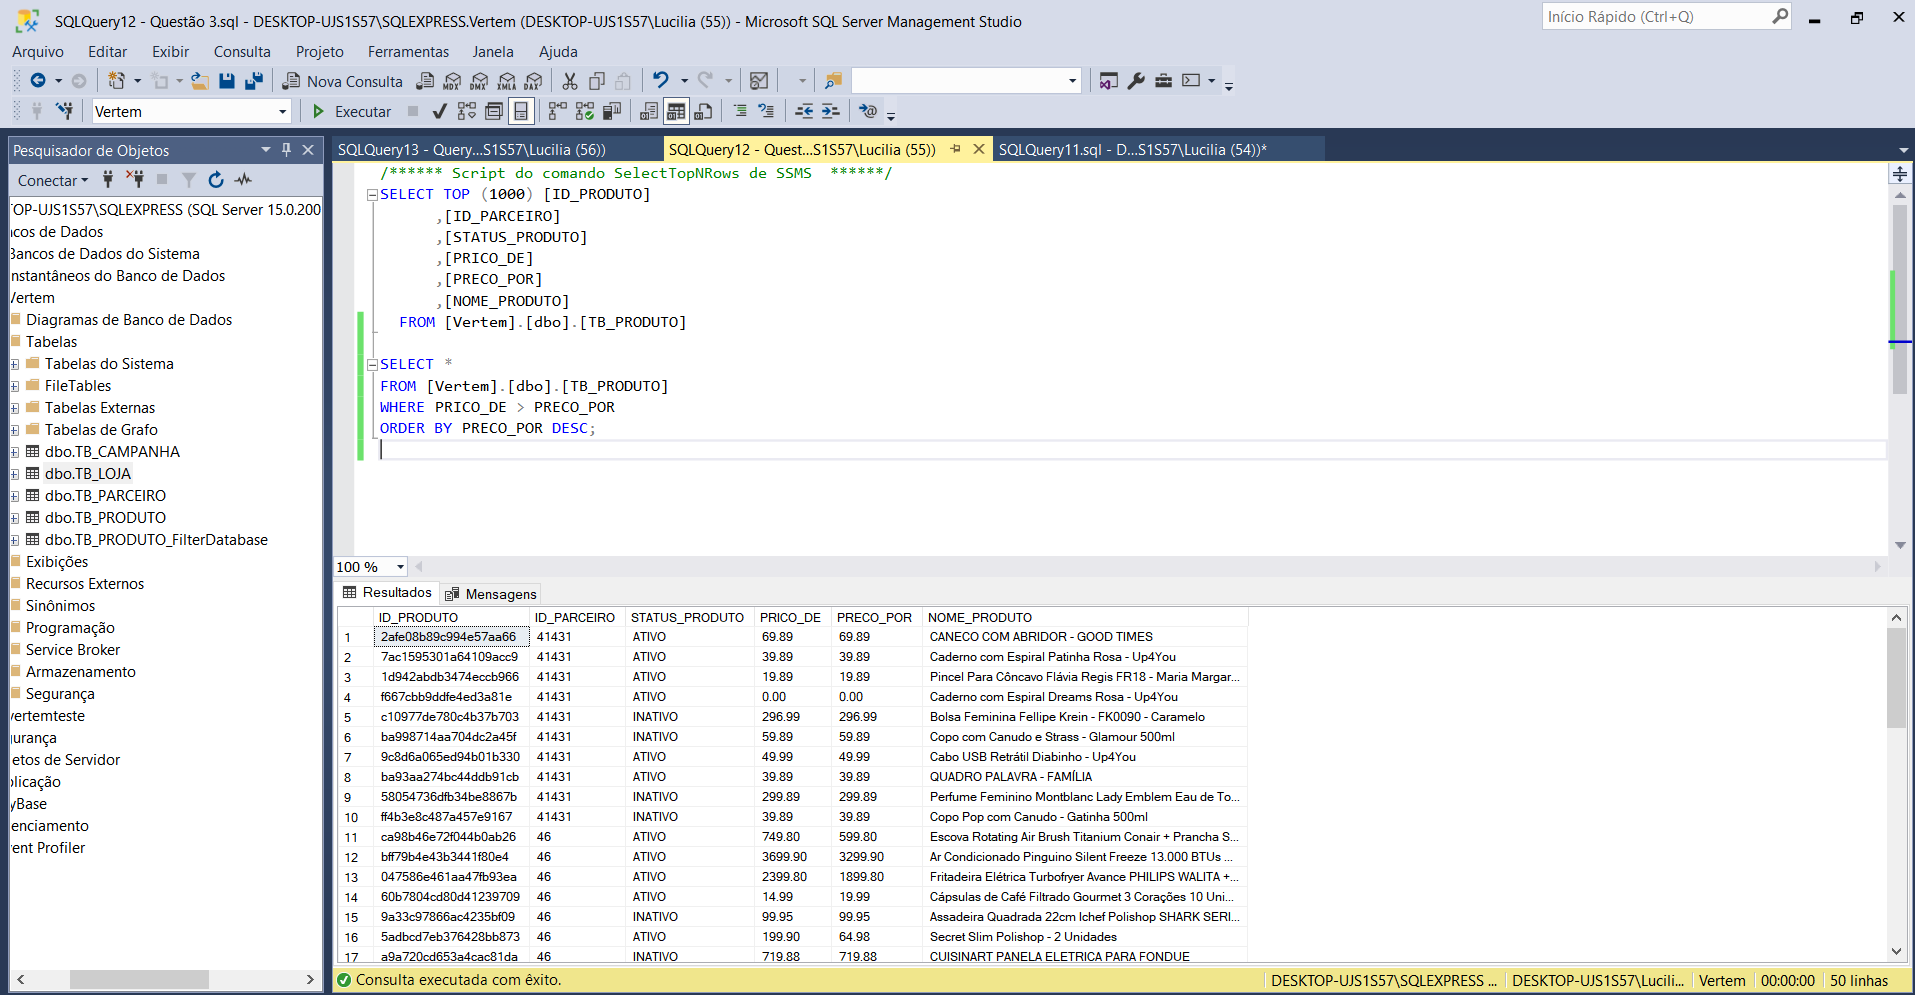 SQLQuery12 - Questão 3.sql - DESKTOP-UJS1S57\SQLEXPRESS.Vertem (DESKTOP-UJS1S57\Lucilia (55)) - Microsoft SQL Server Management Studio
Início Rápido (Ctrl+Q)
Arquivo Editar Exibir Consulta Projeto Ferramentas Janela Ajuda
Nova Consulta MDX DMX XMLA DAX
Vertem Executar
Pesquisador de Objetos
Conectar
TOP-UJS1S57\SQLEXPRESS (SQL Server 15.0.200
ncos de Dados
Bancos de Dados do Sistema
nstantâneos do Banco de Dados
Vertem
Diagramas de Banco de Dados
Tabelas
Tabelas do Sistema
FileTables
Tabelas Externas
Tabelas de Grafo
dbo.TB_CAMPANHA
dbo.TB_LOJA
dbo.TB_PARCEIRO
dbo.TB_PRODUTO
dbo.TB_PRODUTO_FilterDatabase
Exibições
Recursos Externos
Sinônimos
Programação
Service Broker
Armazenamento
Segurança
vertemteste
gurança
etos de Servidor
plicação
yBase
enciamento
ent Profiler
SQLQuery13 - Query...S1S57\Lucilia (56)) SQLQuery12 - Quest...S1S57\Lucilia (55)) SQLQuery11.sql - D...S1S57\Lucilia (54))*
/****** Script do comando SelectTopNRows de SSMS ******/
SELECT TOP (1000) [ID_PRODUTO]
,[ID_PARCEIRO]
,[STATUS_PRODUTO]
,[PRICO_DE]
,[PRECO_POR]
,[NOME_PRODUTO]
FROM [Vertem].[dbo].[TB_PRODUTO]
SELECT *
FROM [Vertem].[dbo].[TB_PRODUTO]
WHERE PRICO_DE > PRECO_POR
ORDER BY PRECO_POR DESC;
100 %
Resultados Mensagens
ID_PRODUTO ID_PARCEIRO STATUS_PRODUTO PRICO_DE PRECO_POR NOME_PRODUTO
1 2afe08b89c994e57aa66 41431 ATIVO 69.89 69.89 CANECO COM ABRIDOR - GOOD TIMES
2 7ac1595301a64109acc9 41431 ATIVO 39.89 39.89 Caderno com Espiral Patinha Rosa - Up4You
3 1d942abdb3474eccb966 41431 ATIVO 19.89 19.89 Pincel Para Côncavo Flávia Regis FR18 - Maria Margar...
4 f667cbb9ddfe4ed3a81e 41431 ATIVO 0.00 0.00 Caderno com Espiral Dreams Rosa - Up4You
5 c10977de780c4b37b703 41431 INATIVO 296.99 296.99 Bolsa Feminina Fellipe Krein - FK0090 - Caramelo
6 ba998714aa704dc2a45f 41431 INATIVO 59.89 59.89 Copo com Canudo e Strass - Glamour 500ml
7 9c8d6a065ed94b01b330 41431 ATIVO 49.99 49.99 Cabo USB Retrátil Diabinho - Up4You
8 ba93aa274bc44ddb91cb 41431 ATIVO 39.89 39.89 QUADRO PALAVRA - FAMÍLIA
9 58054736dfb34be8867b 41431 INATIVO 299.89 299.89 Perfume Feminino Montblanc Lady Emblem Eau de To...
10 ff4b3e8c487a457e9167 41431 INATIVO 39.89 39.89 Copo Pop com Canudo - Gatinha 500ml
11 ca98b46e72f044b0ab26 46 ATIVO 749.80 599.80 Escova Rotating Air Brush Titanium Conair + Prancha S...
12 bff79b4e43b3441f80e4 46 ATIVO 3699.90 3299.90 Ar Condicionado Pinguino Silent Freeze 13.000 BTUs ...
13 047586e461aa47fb93ea 46 ATIVO 2399.80 1899.80 Fritadeira Elétrica Turbofryer Avance PHILIPS WALITA +...
14 60b7804cd80d41239709 46 ATIVO 14.99 19.99 Cápsulas de Café Filtrado Gourmet 3 Corações 10 Uni...
15 9a33c97866ac4235bf09 46 INATIVO 99.95 99.95 Assadeira Quadrada 22cm Ichef Polishop SHARK SERI...
16 5adbcd7eb376428bb873 46 ATIVO 199.90 64.98 Secret Slim Polishop - 2 Unidades
17 a9a720cd653a4cac81da 46 INATIVO 719.88 719.88 CUISINART PANELA ELETRICA PARA FONDUE
Consulta executada com êxito. DESKTOP-UJS1S57\SQLEXPRESS ... DESKTOP-UJS1S57\Lucili... Vertem 00:00:00 50 linhas